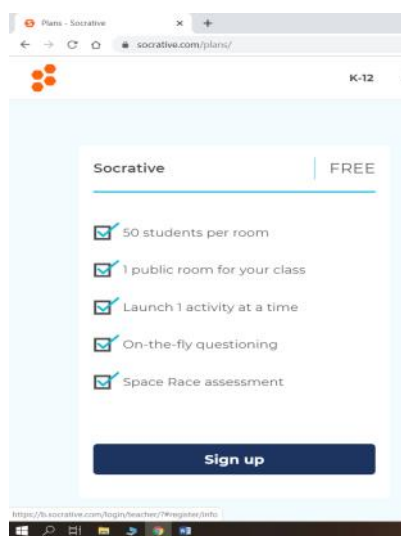 Plans - Socrative
socrative.com/plans/
K-12
Socrative FREE
50 students per room
1 public room for your class
Launch 1 activity at a time
On-the-fly questioning
Space Race assessment
Sign up
https://b.socrative.com/login/teacher/?#register/info